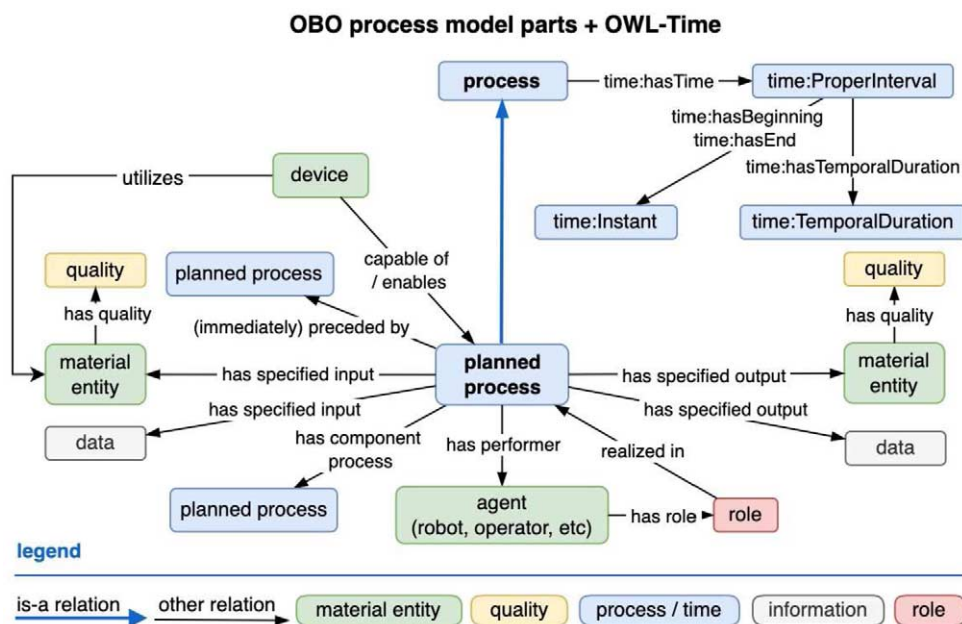 OBO process model parts + OWL-Time
process
time:hasTime
time:ProperInterval
time:hasBeginning
time:hasEnd
time:hasTemporalDuration
time:Instant
time:TemporalDuration
utilizes
device
capable of
/ enables
quality
planned process
quality
has quality
(immediately) preceded by
has quality
material
entity
has specified input
planned
process
has specified output
material
entity
has specified input
has specified output
data
has component
process
has performer
realized in
data
planned process
agent
(robot, operator, etc)
has role
role
legend
is-a relation
other relation
material entity
quality
process / time
information
role